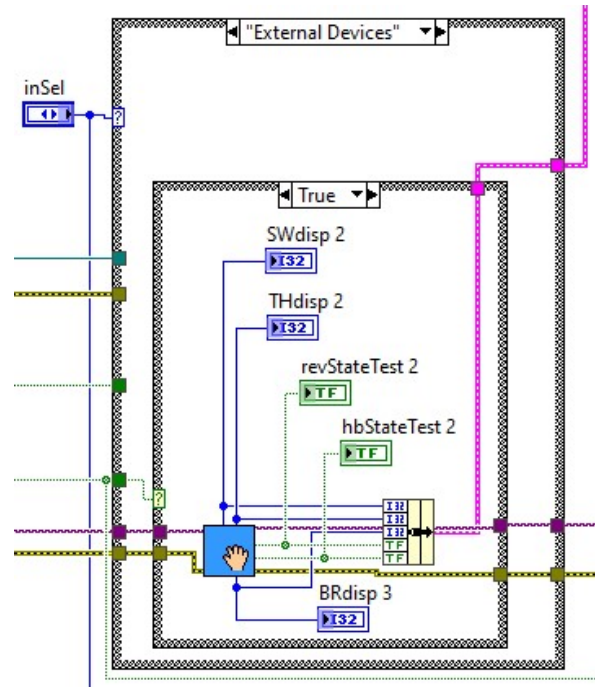 "External Devices"
inSel
?
True
SWdisp 2
I32
THdisp 2
I32
revStateTest 2
TF
hbStateTest 2
TF
?
I32
I32
I32
TF
TF
BRdisp 3
I32